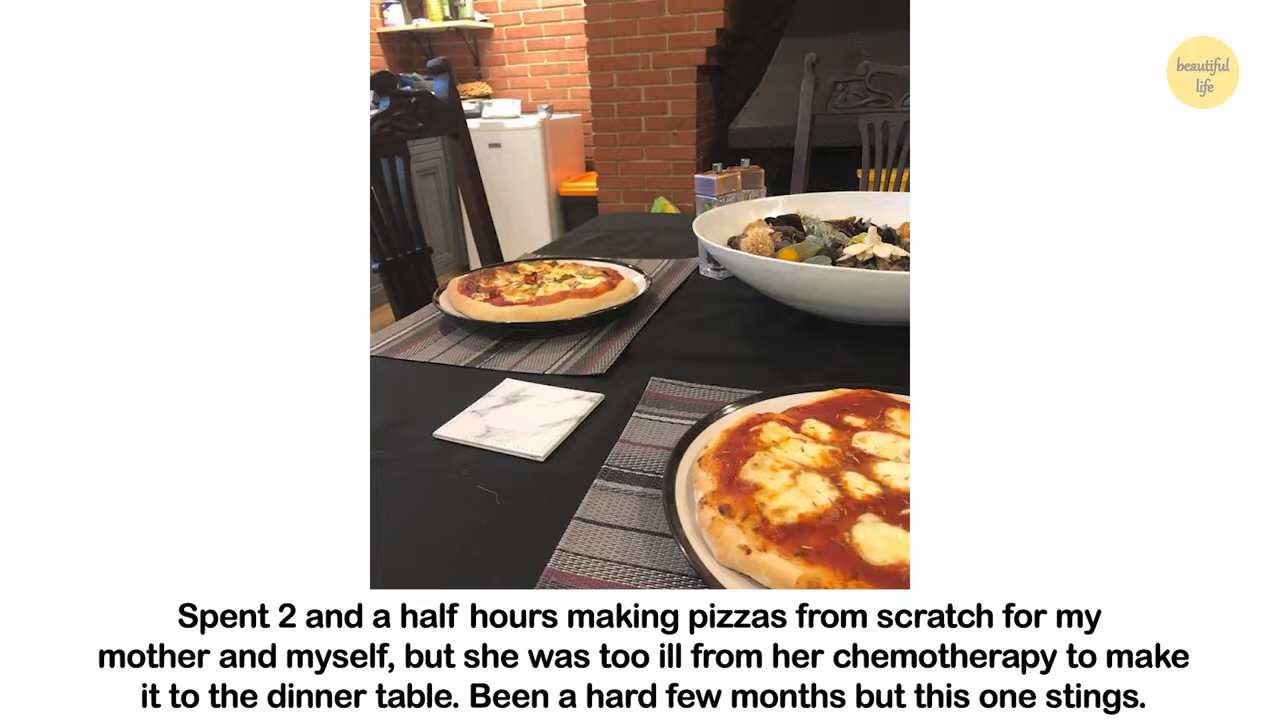 beautiful
life
Spent 2 and a half hours making pizzas from scratch for my
mother and myself, but she was too ill from her chemotherapy to make
it to the dinner table. Been a hard few months but this one stings.